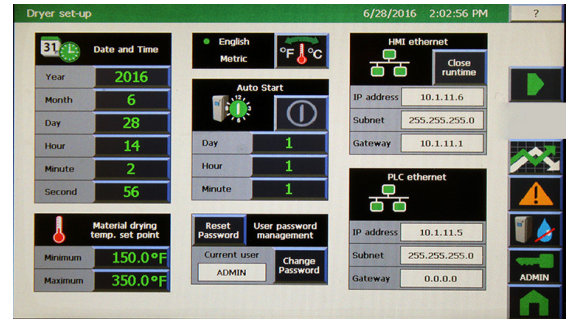 Dryer set-up
6/28/2016 2:02:56 PM
?
31
Date and Time
Year 2016
Month 6
Day 28
Hour 14
Minute 2
Second 56
Material drying
temp. set point
Minimum 150.0°F
Maximum 350.0°F
English
Metric
°F °C
Auto Start
12
Day 1
Hour 1
Minute 1
Reset
Password
User password
management
Current user
ADMIN
Change
Password
HMI ethernet
Close
runtime
IP address 10.1.11.6
Subnet 255.255.255.0
Gateway 10.1.11.1
PLC ethernet
IP address 10.1.11.5
Subnet 255.255.255.0
Gateway 0.0.0.0
ADMIN